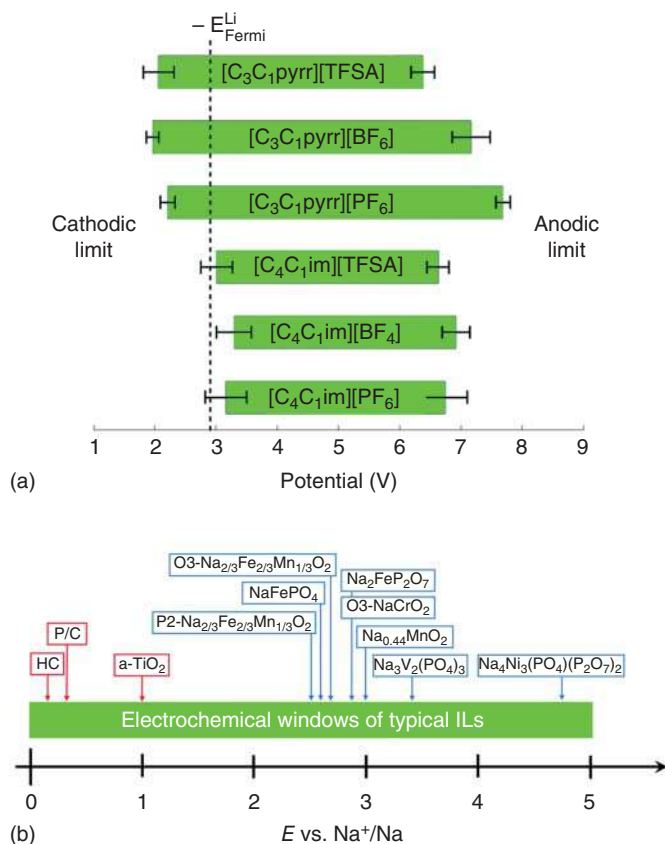 – E^Li_Fermi
[C3C1pyrr][TFSA]
[C3C1pyrr][BF6]
[C3C1pyrr][PF6]
Cathodic
limit
Anodic
limit
[C4C1im][TFSA]
[C4C1im][BF4]
[C4C1im][PF6]
1 2 3 4 5 6 7 8 9
(a)
Potential (V)
O3-Na2/3Fe2/3Mn1/3O2
Na2FeP2O7
NaFePO4
O3-NaCrO2
P/C
P2-Na2/3Fe2/3Mn1/3O2
Na0.44MnO2
HC
a-TiO2
Na3V2(PO4)3
Na4Ni3(PO4)(P2O7)2
Electrochemical windows of typical ILs
0 1 2 3 4 5
(b)
E vs. Na+/Na